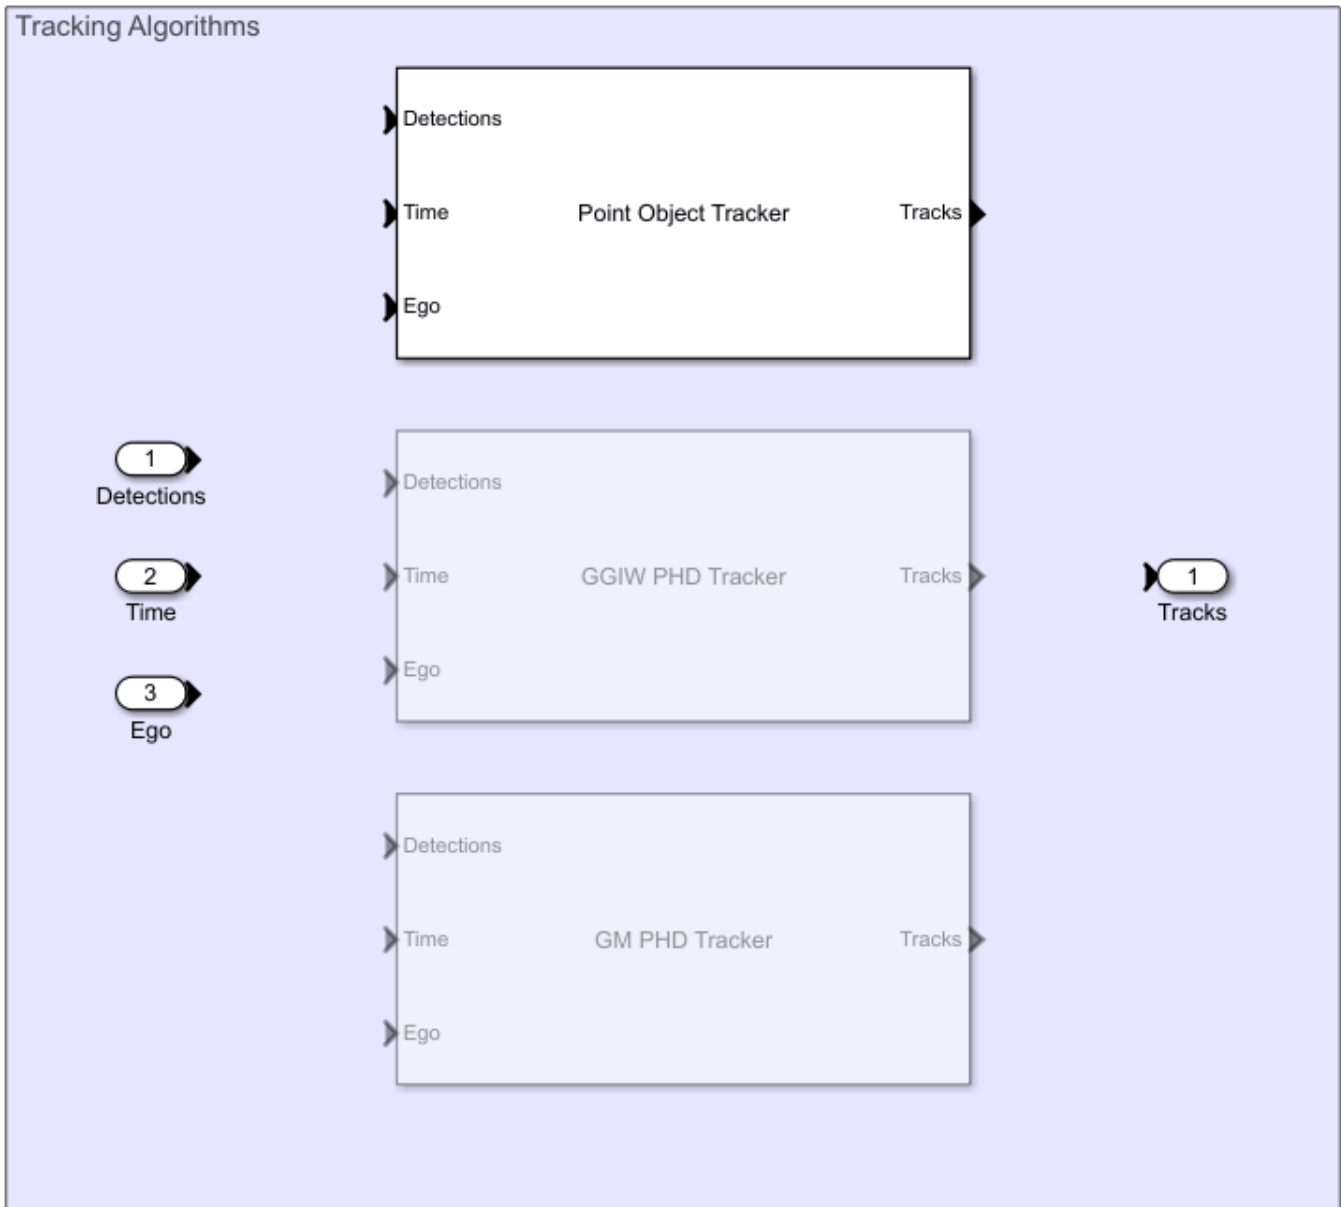 Tracking Algorithms
Detections
Time
Point Object Tracker
Tracks
Ego
1
Detections
2
Time
3
Ego
Detections
Time
GGIW PHD Tracker
Tracks
Ego
1
Tracks
Detections
Time
GM PHD Tracker
Tracks
Ego